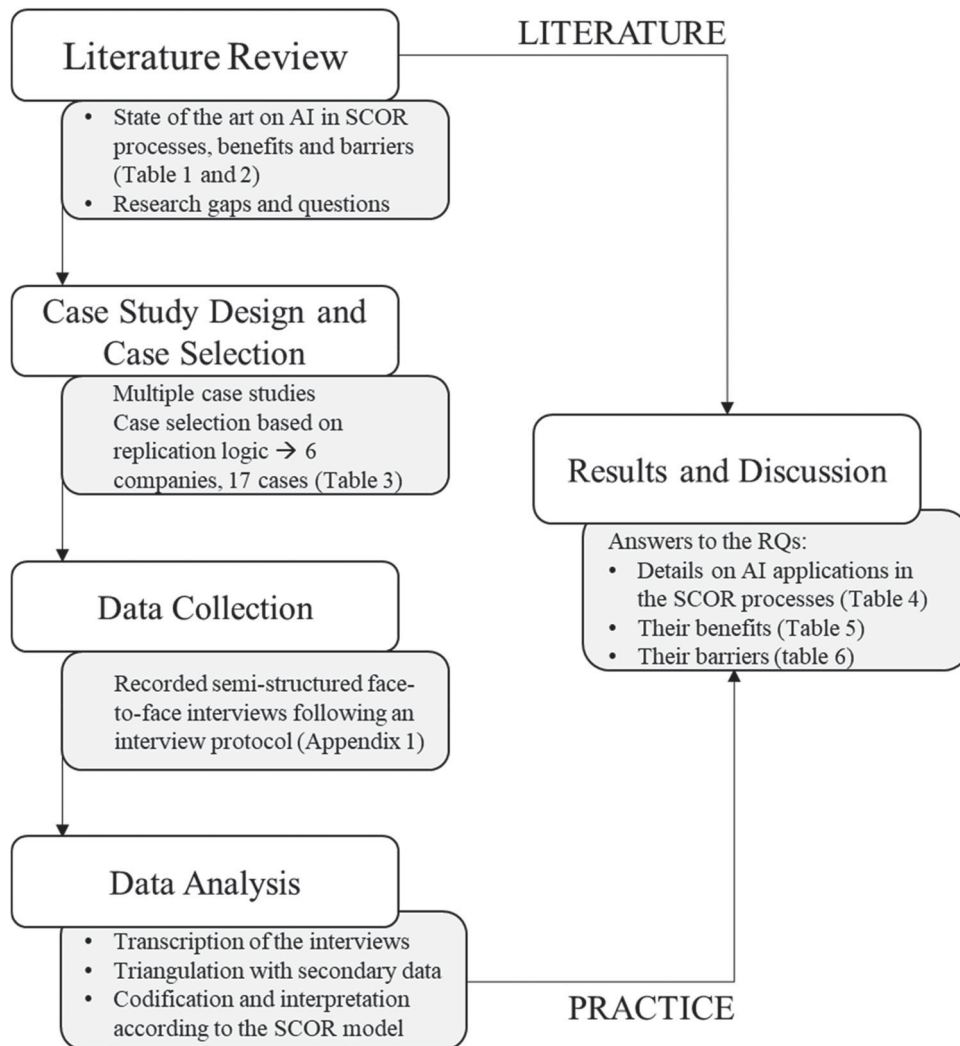 Literature Review
LITERATURE
• State of the art on AI in SCOR
processes, benefits and barriers
(Table 1 and 2)
• Research gaps and questions
Case Study Design and
Case Selection
Multiple case studies
Case selection based on
replication logic → 6
companies, 17 cases (Table 3)
Results and Discussion
Answers to the RQs:
• Details on AI applications in
the SCOR processes (Table 4)
• Their benefits (Table 5)
• Their barriers (table 6)
Data Collection
Recorded semi-structured face-
to-face interviews following an
interview protocol (Appendix 1)
Data Analysis
• Transcription of the interviews
• Triangulation with secondary data
• Codification and interpretation
according to the SCOR model
PRACTICE